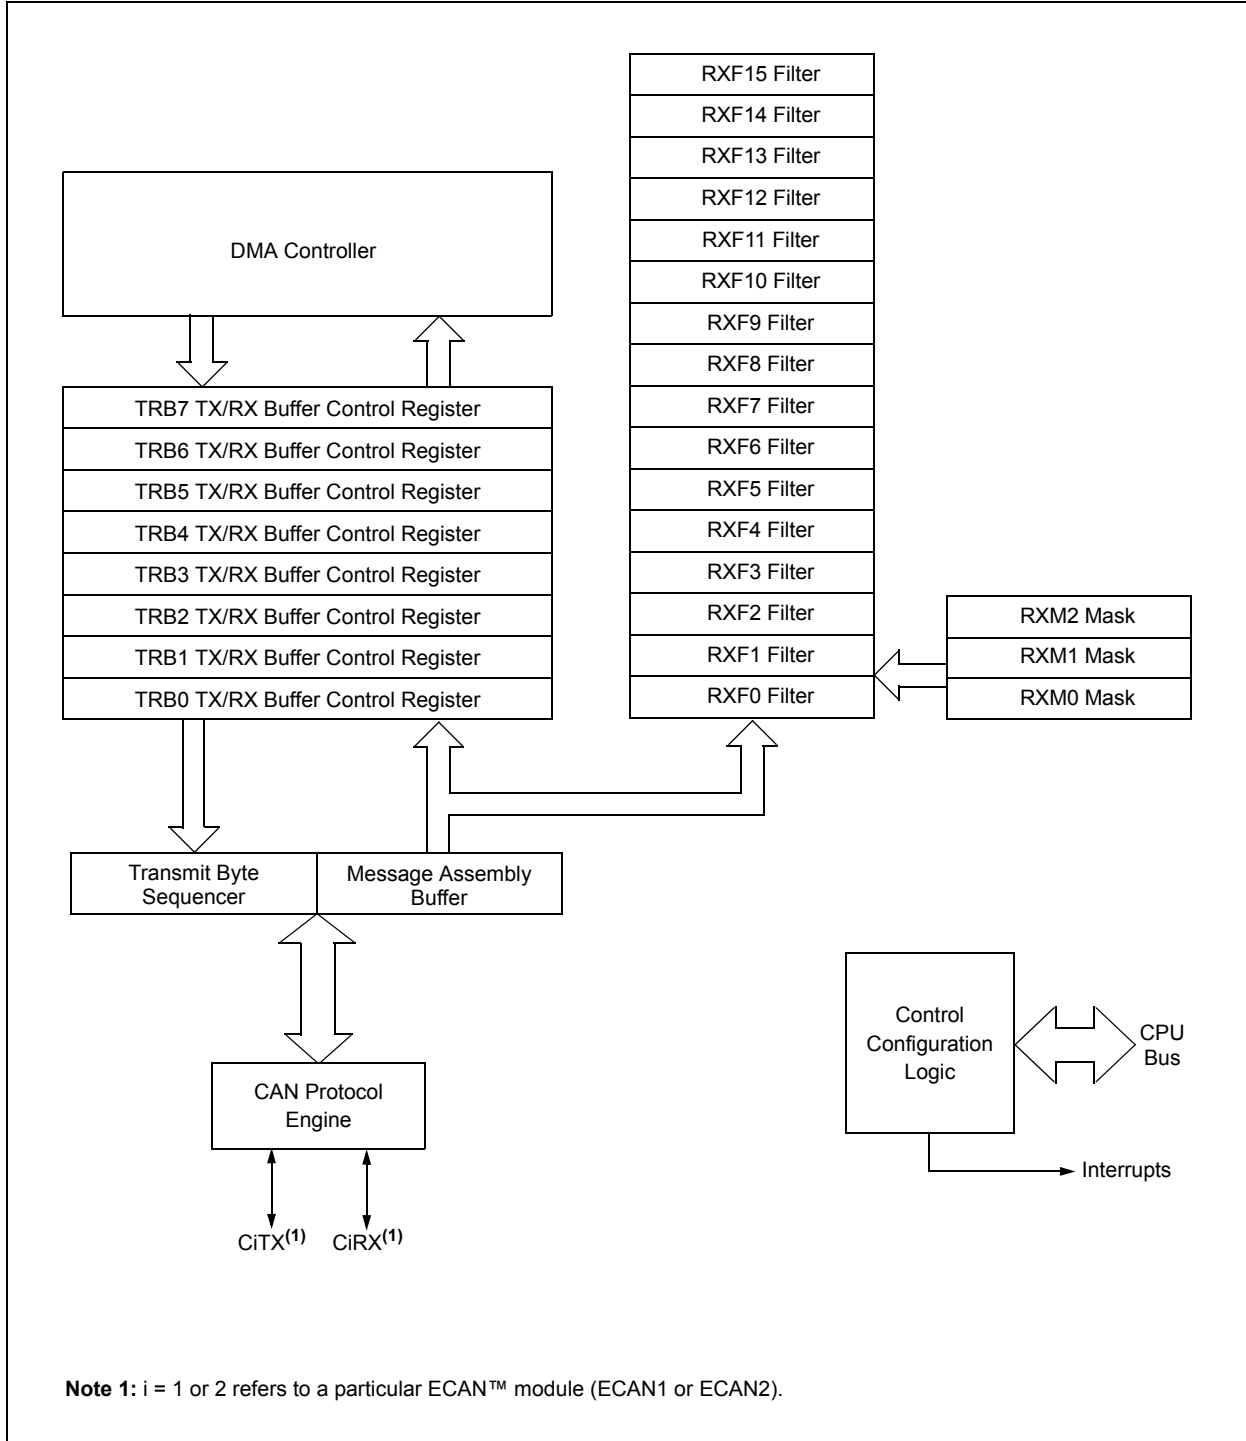 RXF15 Filter
RXF14 Filter
RXF13 Filter
RXF12 Filter
RXF11 Filter
RXF10 Filter
RXF9 Filter
RXF8 Filter
RXF7 Filter
RXF6 Filter
RXF5 Filter
RXF4 Filter
RXF3 Filter
RXF2 Filter
RXF1 Filter
RXF0 Filter
DMA Controller
TRB7 TX/RX Buffer Control Register
TRB6 TX/RX Buffer Control Register
TRB5 TX/RX Buffer Control Register
TRB4 TX/RX Buffer Control Register
TRB3 TX/RX Buffer Control Register
TRB2 TX/RX Buffer Control Register
TRB1 TX/RX Buffer Control Register
TRB0 TX/RX Buffer Control Register
RXM2 Mask
RXM1 Mask
RXM0 Mask
Transmit Byte
Sequencer
Message Assembly
Buffer
Control
Configuration
Logic
CPU
Bus
CAN Protocol
Engine
Interrupts
CiTX(1)
CiRX(1)
Note 1: i = 1 or 2 refers to a particular ECAN™ module (ECAN1 or ECAN2).